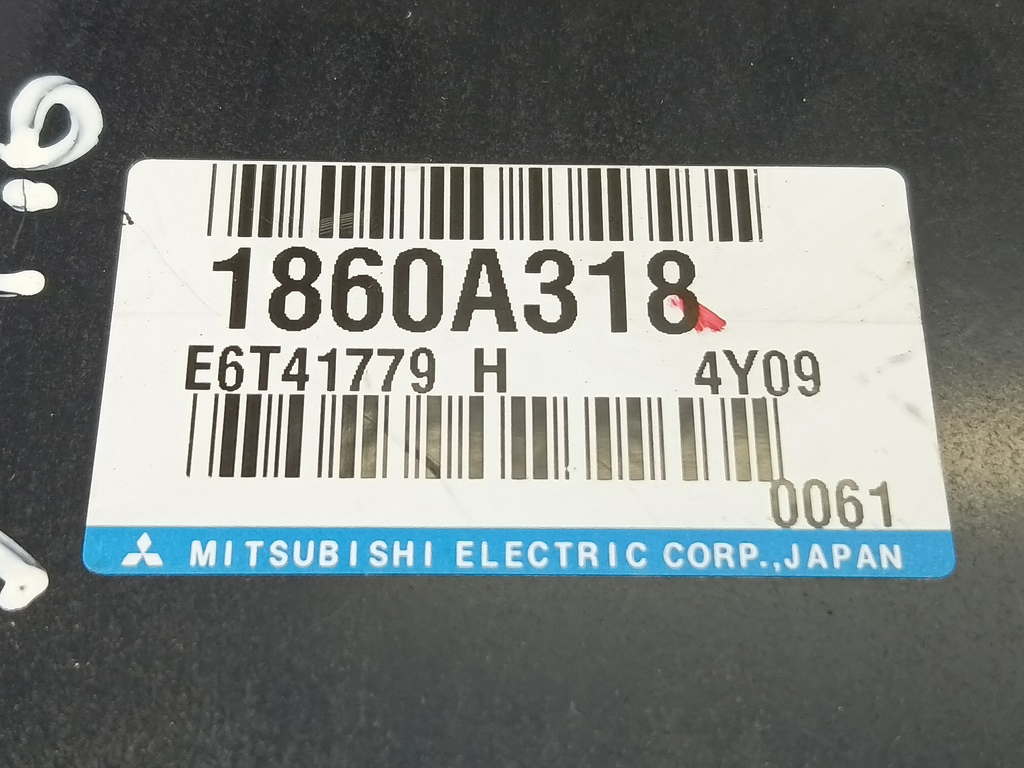 1860A318
E6T41779 H 4Y09
0061
MITSUBISHI ELECTRIC CORP.,JAPAN